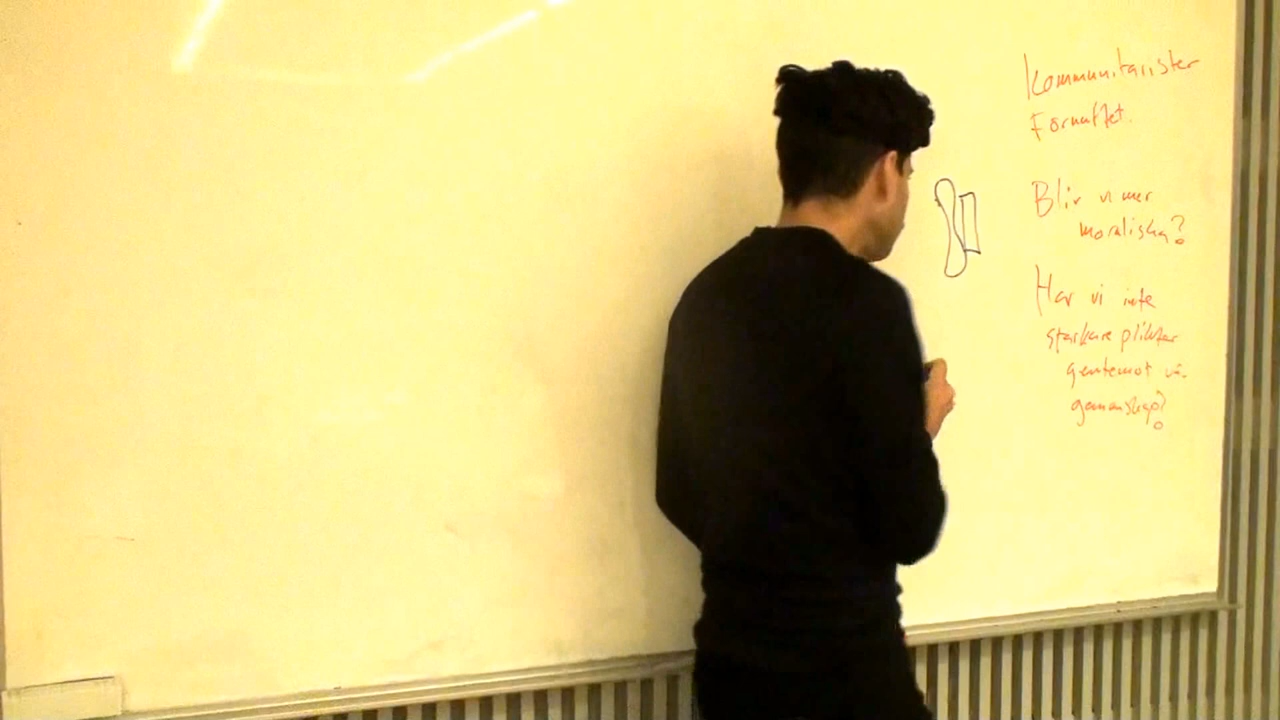 Kommunitarister
Förnuftet.
Blir vi mer
moraliska?
Har vi inte
starkare plikter
gentemot vår
gemenskap?